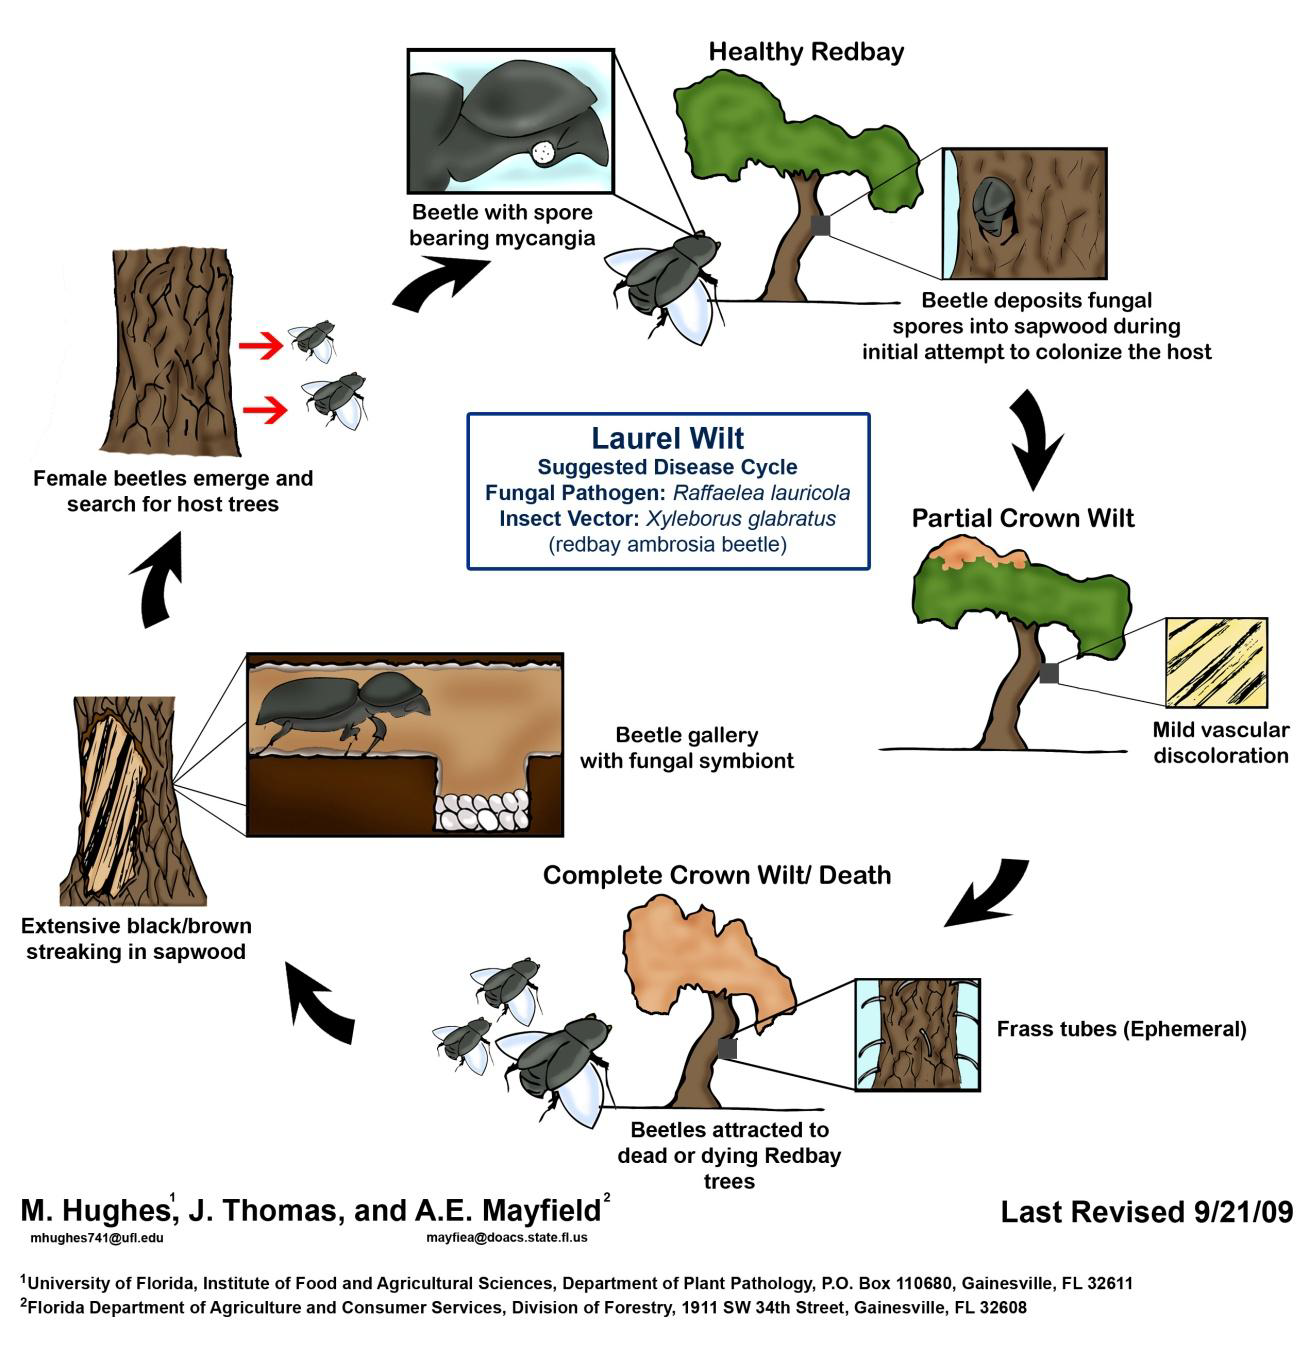 Healthy Redbay
Beetle with spore
bearing mycangia
Beetle deposits fungal
spores into sapwood during
initial attempt to colonize the host
Female beetles emerge and
search for host trees
Laurel Wilt
Suggested Disease Cycle
Fungal Pathogen: Raffaelea lauricola
Insect Vector: Xyleborus glabratus
(redbay ambrosia beetle)
Partial Crown Wilt
Mild vascular
discoloration
Beetle gallery
with fungal symbiont
Complete Crown Wilt/ Death
Extensive black/brown
streaking in sapwood
Frass tubes (Ephemeral)
Beetles attracted to
dead or dying Redbay
trees
M. Hughes1, J. Thomas, and A.E. Mayfield2
mhughes741@ufl.edu
mayfiea@doacs.state.fl.us
Last Revised 9/21/09
1University of Florida, Institute of Food and Agricultural Sciences, Department of Plant Pathology, P.O. Box 110680, Gainesville, FL 32611
2Florida Department of Agriculture and Consumer Services, Division of Forestry, 1911 SW 34th Street, Gainesville, FL 32608